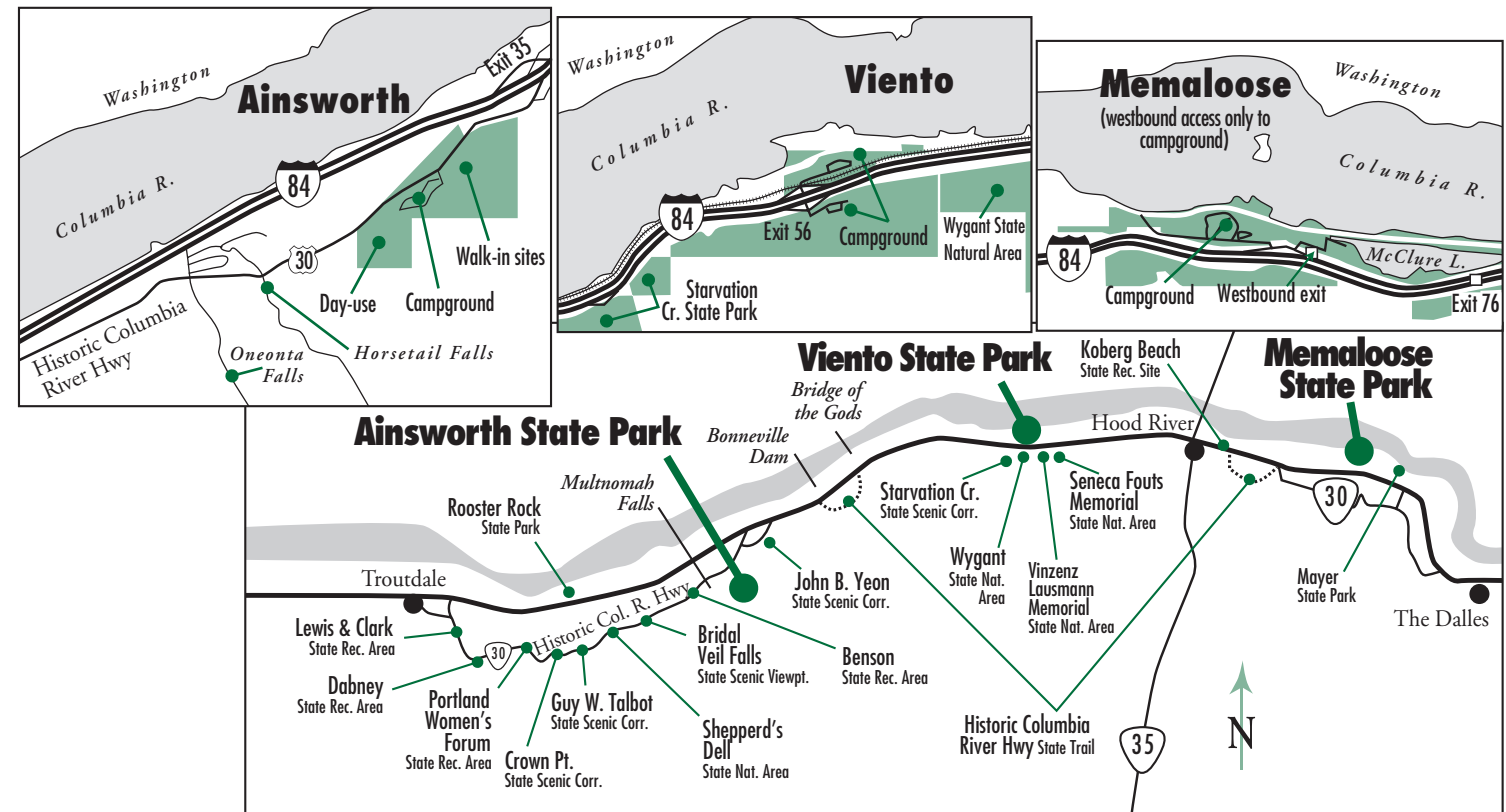 Washington
Exit 35
Ainsworth
Columbia R.
84
30
Walk-in sites
Day-use
Campground
Historic Columbia
River Hwy
Oneonta
Falls
Horsetail Falls
Washington
Viento
Columbia R.
84
Exit 56
Campground
Wygant State
Natural Area
Starvation
Cr. State Park
Memaloose
(westbound access only to
campground)
Washington
Columbia R.
84
McClure L.
Campground
Westbound exit
Exit 76
Viento State Park
Koberg Beach
State Rec. Site
Memaloose
State Park
Bridge of
the Gods
Ainsworth State Park
Bonneville
Dam
Hood River
Multnomah
Falls
Rooster Rock
State Park
Starvation Cr.
State Scenic Corr.
Seneca Fouts
Memorial
State Nat. Area
30
Troutdale
John B. Yeon
State Scenic Corr.
Wygant
State Nat.
Area
Vinzenz
Lausmann
Memorial
State Nat. Area
Mayer
State Park
The Dalles
Lewis & Clark
State Rec. Area
30
Historic Col. R. Hwy
Bridal
Veil Falls
State Scenic Viewpt.
Benson
State Rec. Area
Dabney
State Rec. Area
Portland
Women's
Forum
State Rec. Area
Guy W. Talbot
State Scenic Corr.
Crown Pt.
State Scenic Corr.
Shepperd's
Dell
State Nat. Area
Historic Columbia
River Hwy State Trail
35
N